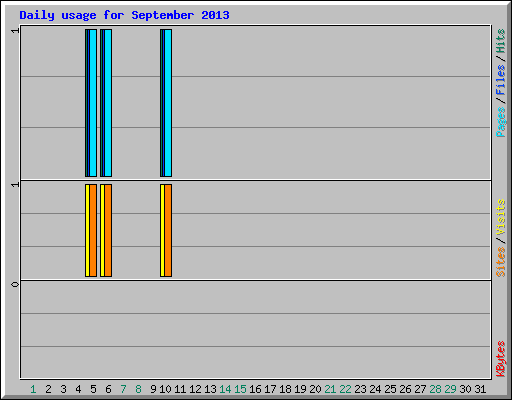 Daily usage for September 2013
1
Pages / Files / Hits
1
Sites / Visits
0
KBytes
1 2 3 4 5 6 7 8 9 10 11 12 13 14 15 16 17 18 19 20 21 22 23 24 25 26 27 28 29 30 31